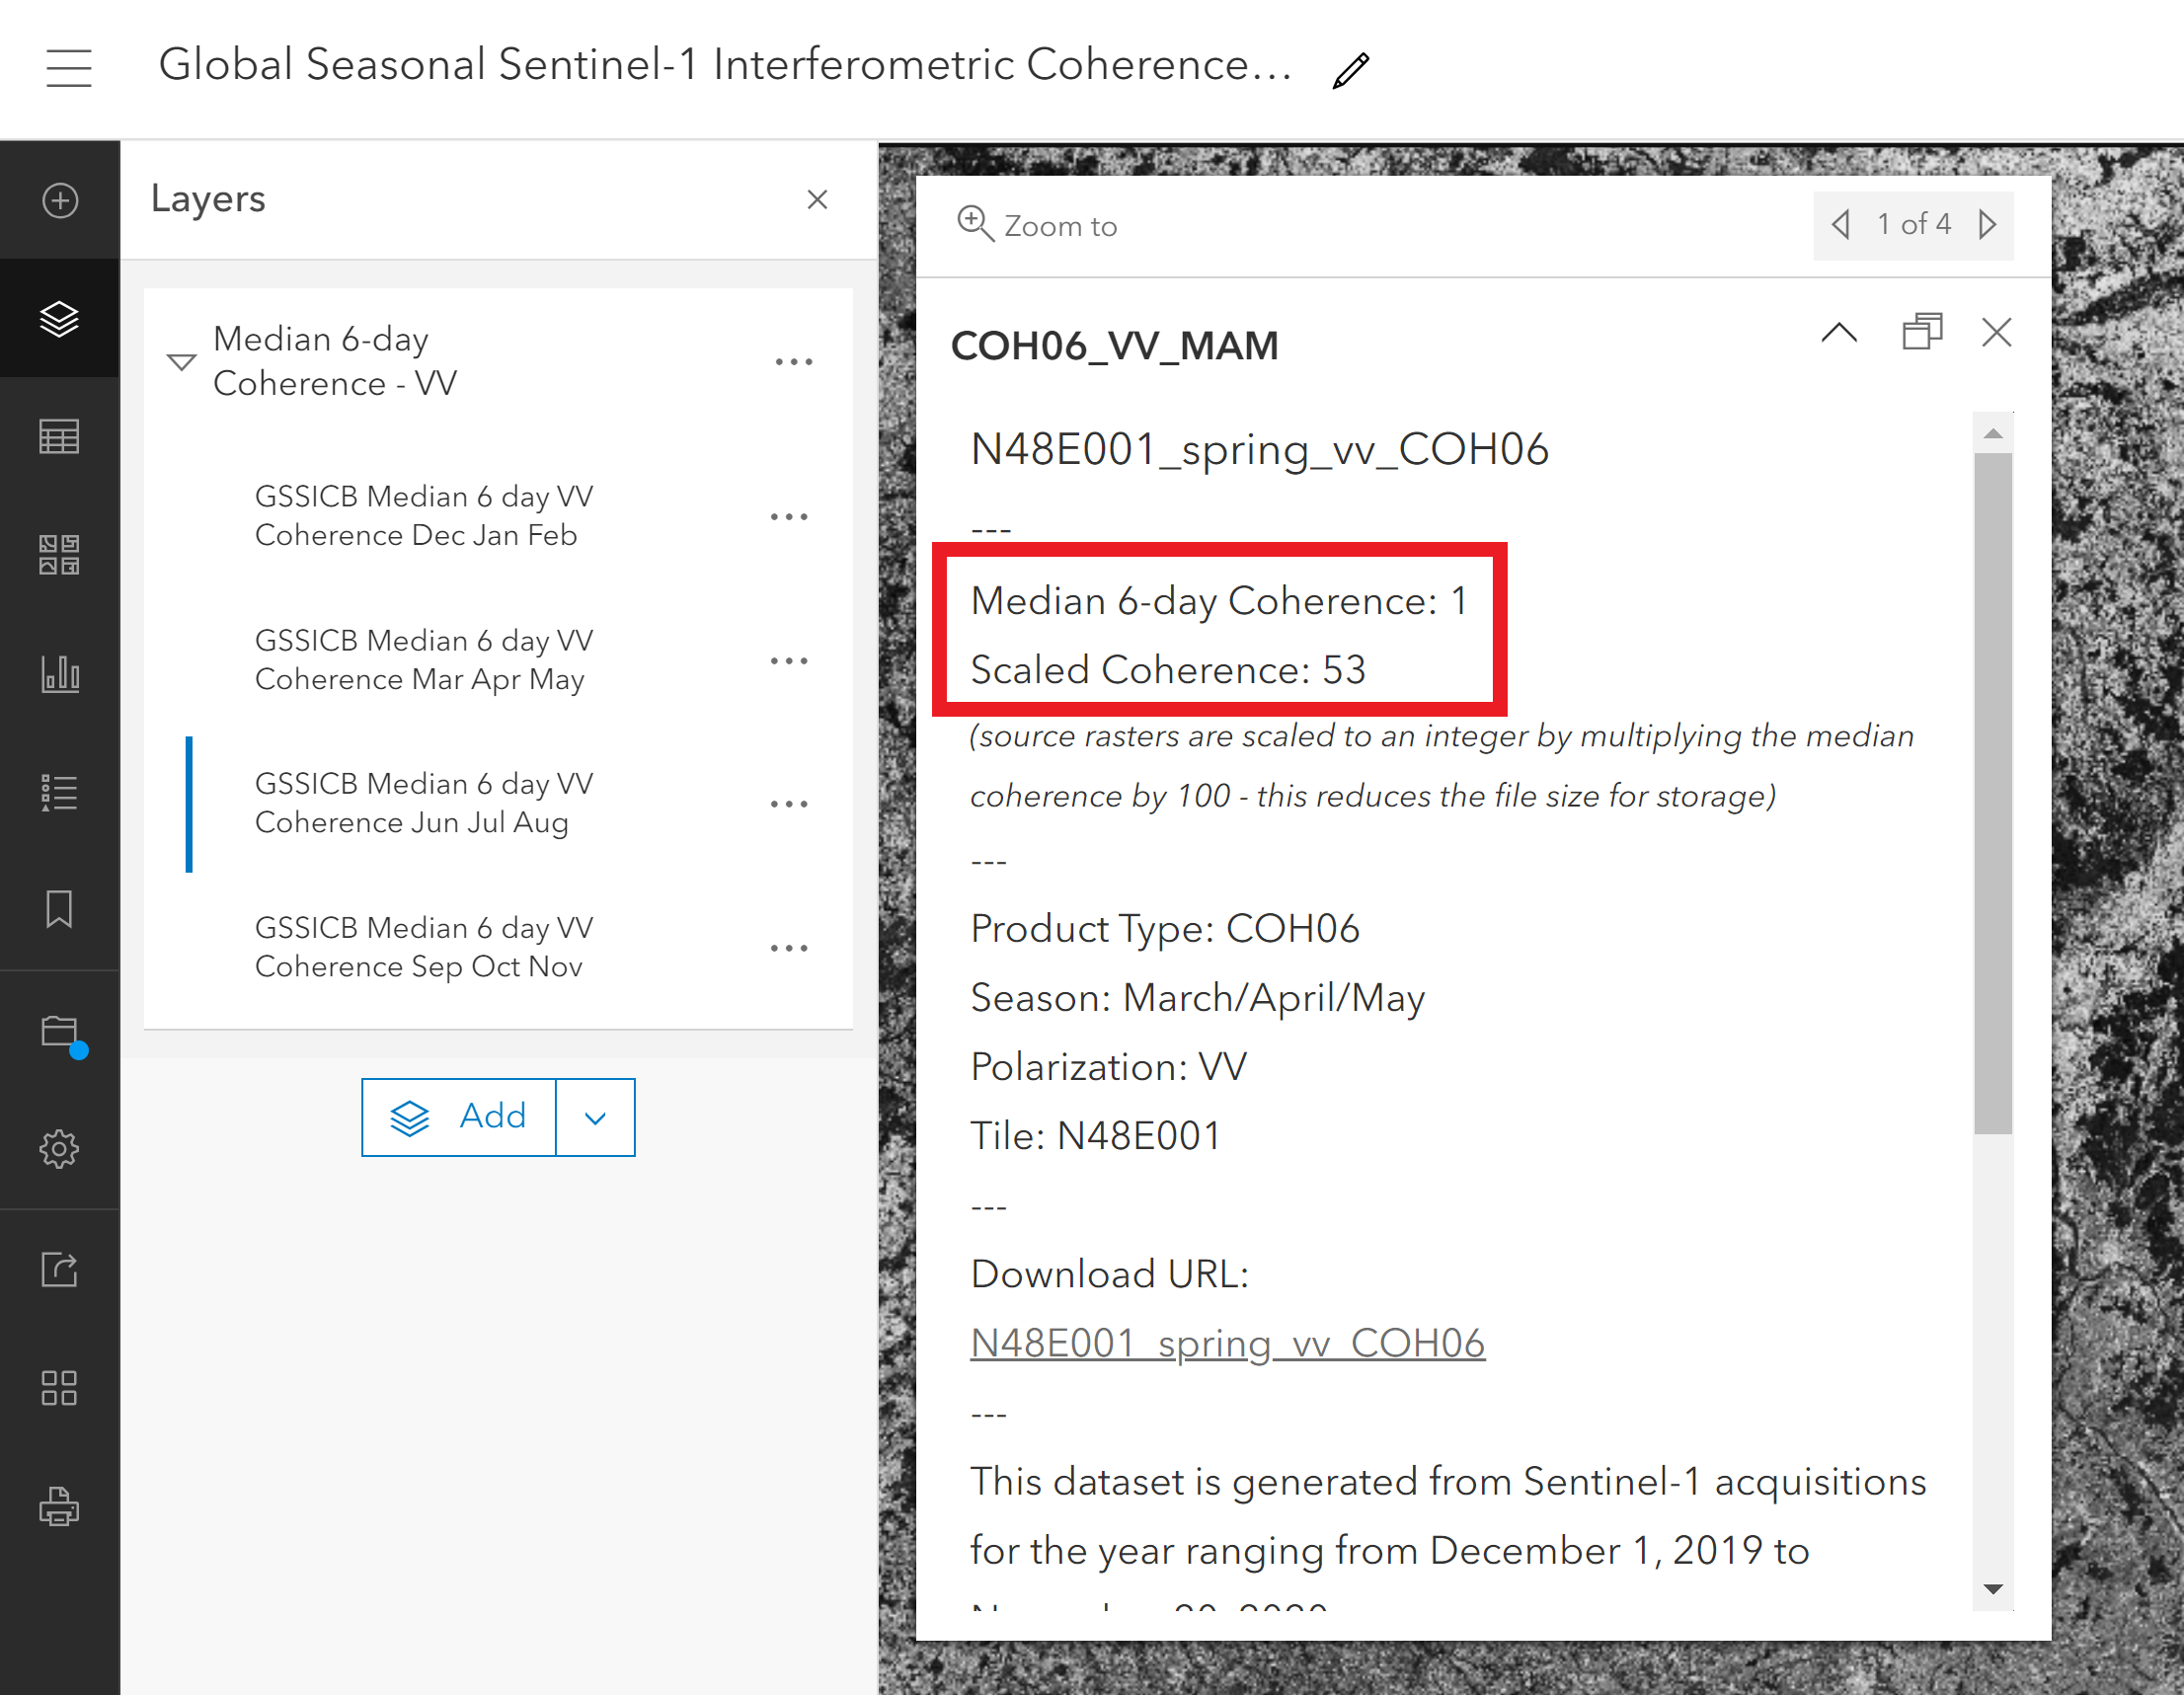 Global Seasonal Sentinel-1 Interferometric Coherence...
Layers
Median 6-day
Coherence - VV
GSSICB Median 6 day VV
Coherence Dec Jan Feb
GSSICB Median 6 day VV
Coherence Mar Apr May
GSSICB Median 6 day VV
Coherence Jun Jul Aug
GSSICB Median 6 day VV
Coherence Sep Oct Nov
Add
Zoom to
1 of 4
COH06_VV_MAM
N48E001_spring_vv_COH06
---
Median 6-day Coherence: 1
Scaled Coherence: 53
(source rasters are scaled to an integer by multiplying the median
coherence by 100 - this reduces the file size for storage)
---
Product Type: COH06
Season: March/April/May
Polarization: VV
Tile: N48E001
---
Download URL:
N48E001_spring_vv_COH06
---
This dataset is generated from Sentinel-1 acquisitions
for the year ranging from December 1, 2019 to